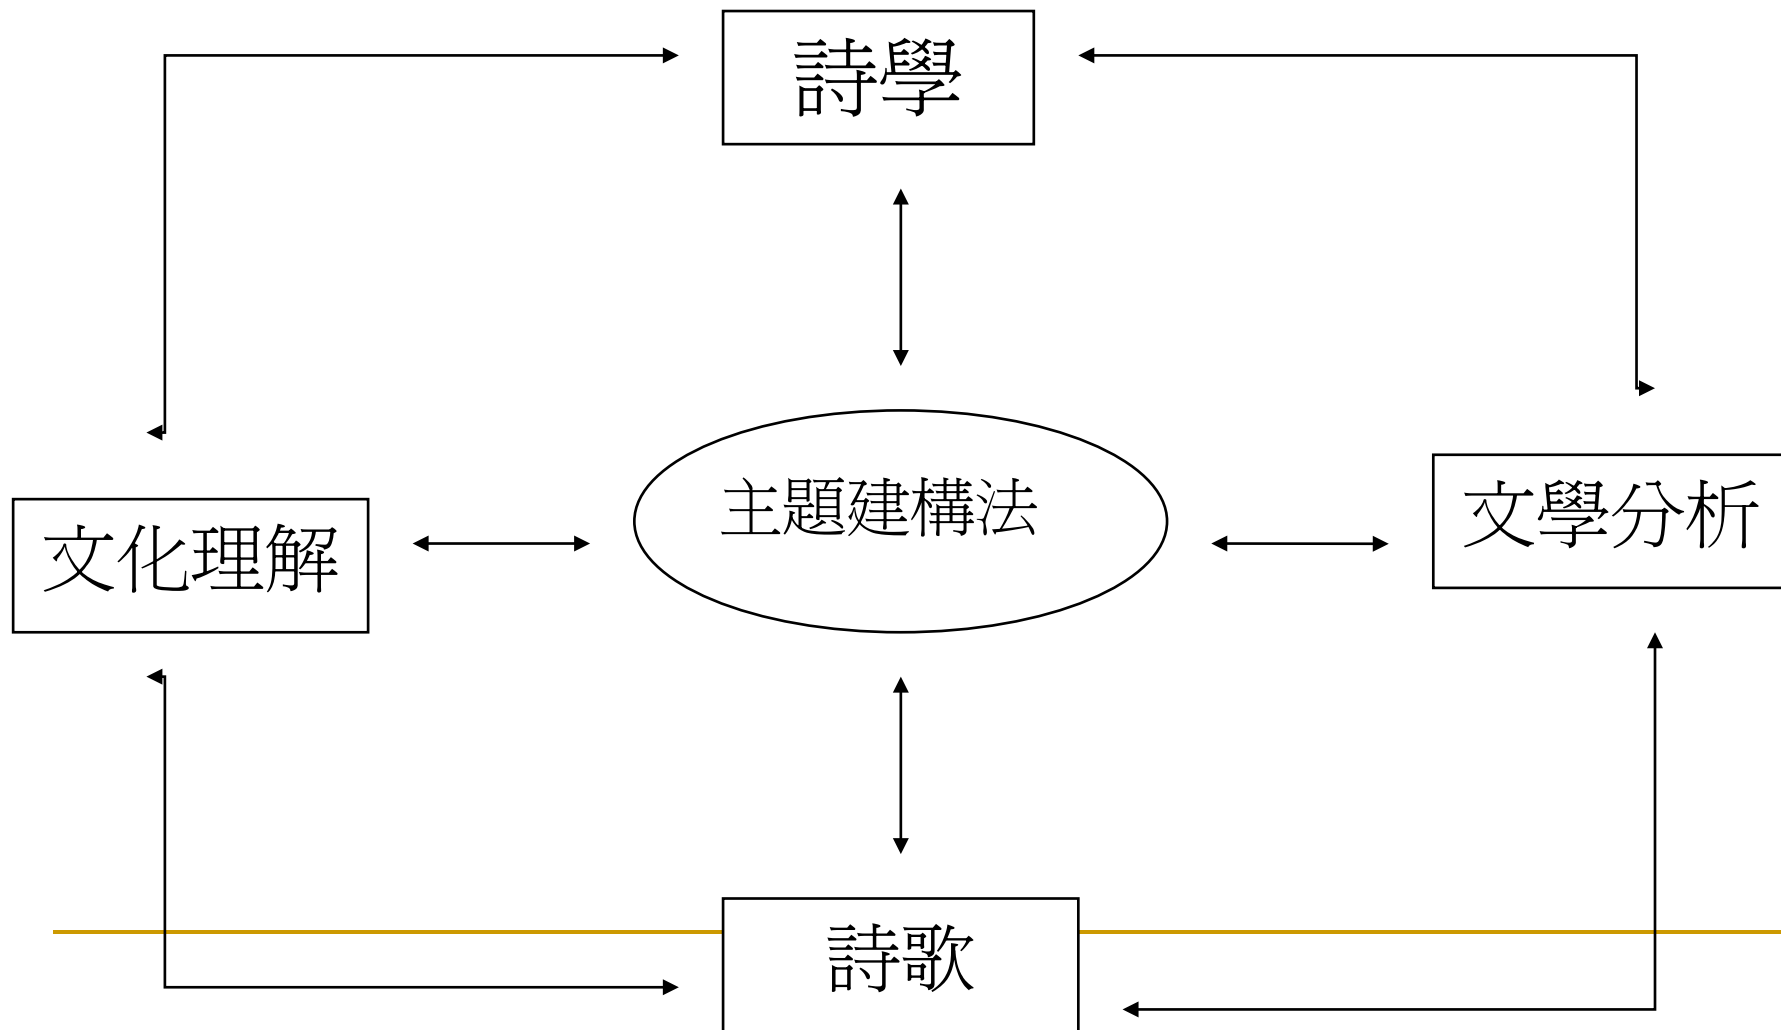 詩學
主題建構法
文化理解
文學分析
詩歌